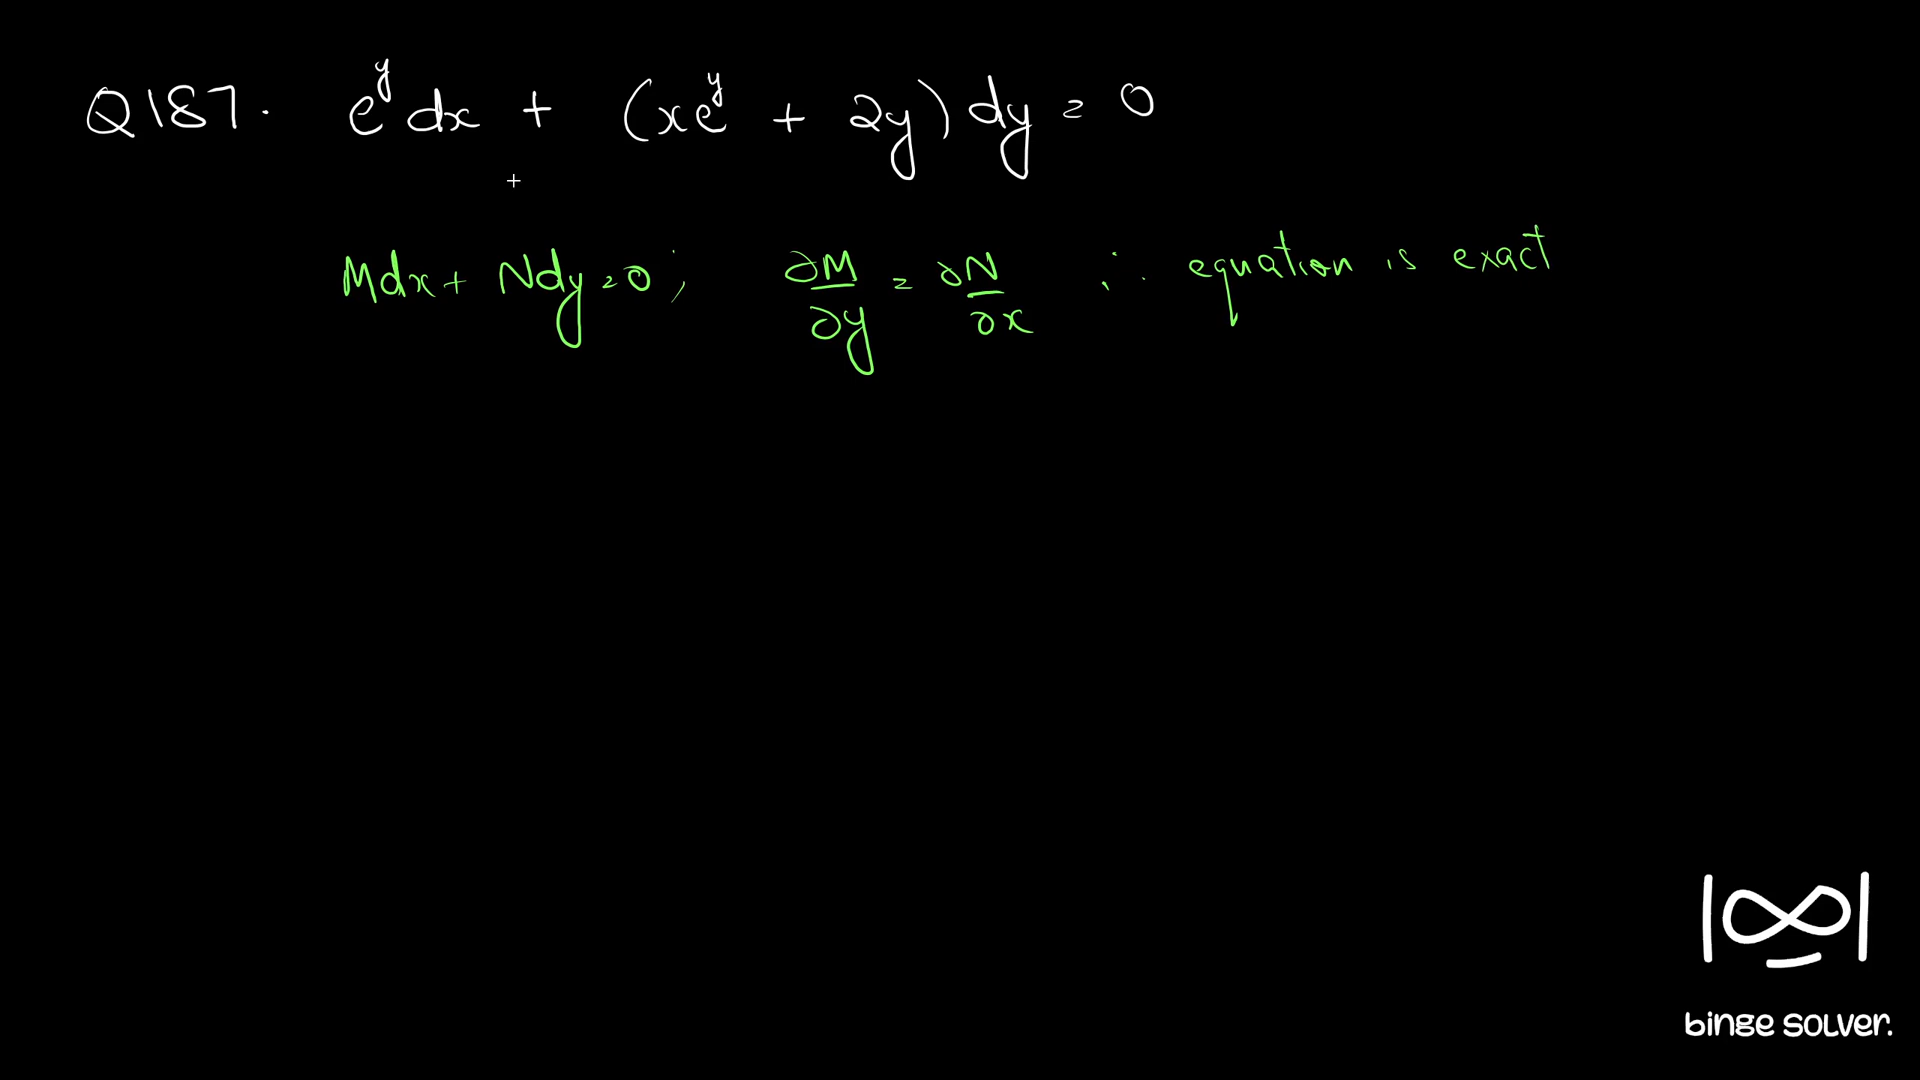 Q187. e^y dx + (xe^y + 2y) dy = 0
Mdx + Ndy = 0 ; ∂M/∂y = ∂N/∂x ∴ equation is exact
binge solver.